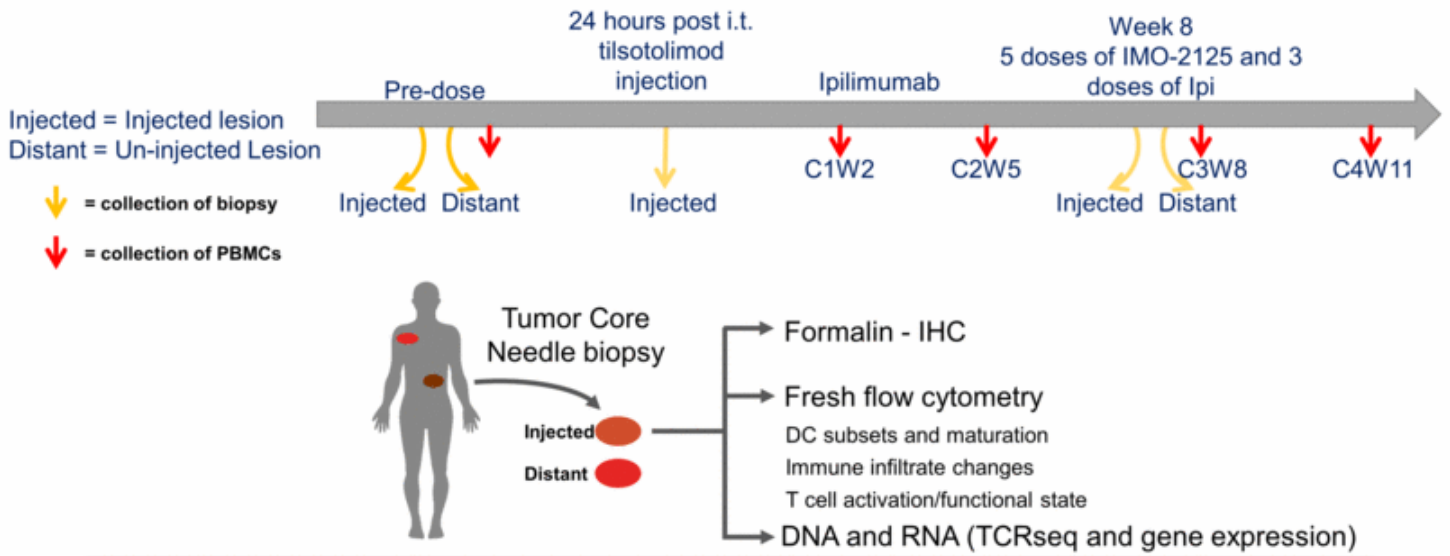 24 hours post i.t.
tilsotolimod
injection
Week 8
5 doses of IMO-2125 and 3
doses of Ipi
Pre-dose
Ipilimumab
Injected = Injected lesion
Distant = Un-injected Lesion
C1W2
C2W5
C3W8
C4W11
Injected
Distant
Injected
Injected
Distant
= collection of biopsy
= collection of PBMCs
Tumor Core
Needle biopsy
Injected
Distant
Formalin - IHC
Fresh flow cytometry
DC subsets and maturation
Immune infiltrate changes
T cell activation/functional state
DNA and RNA (TCRseq and gene expression)